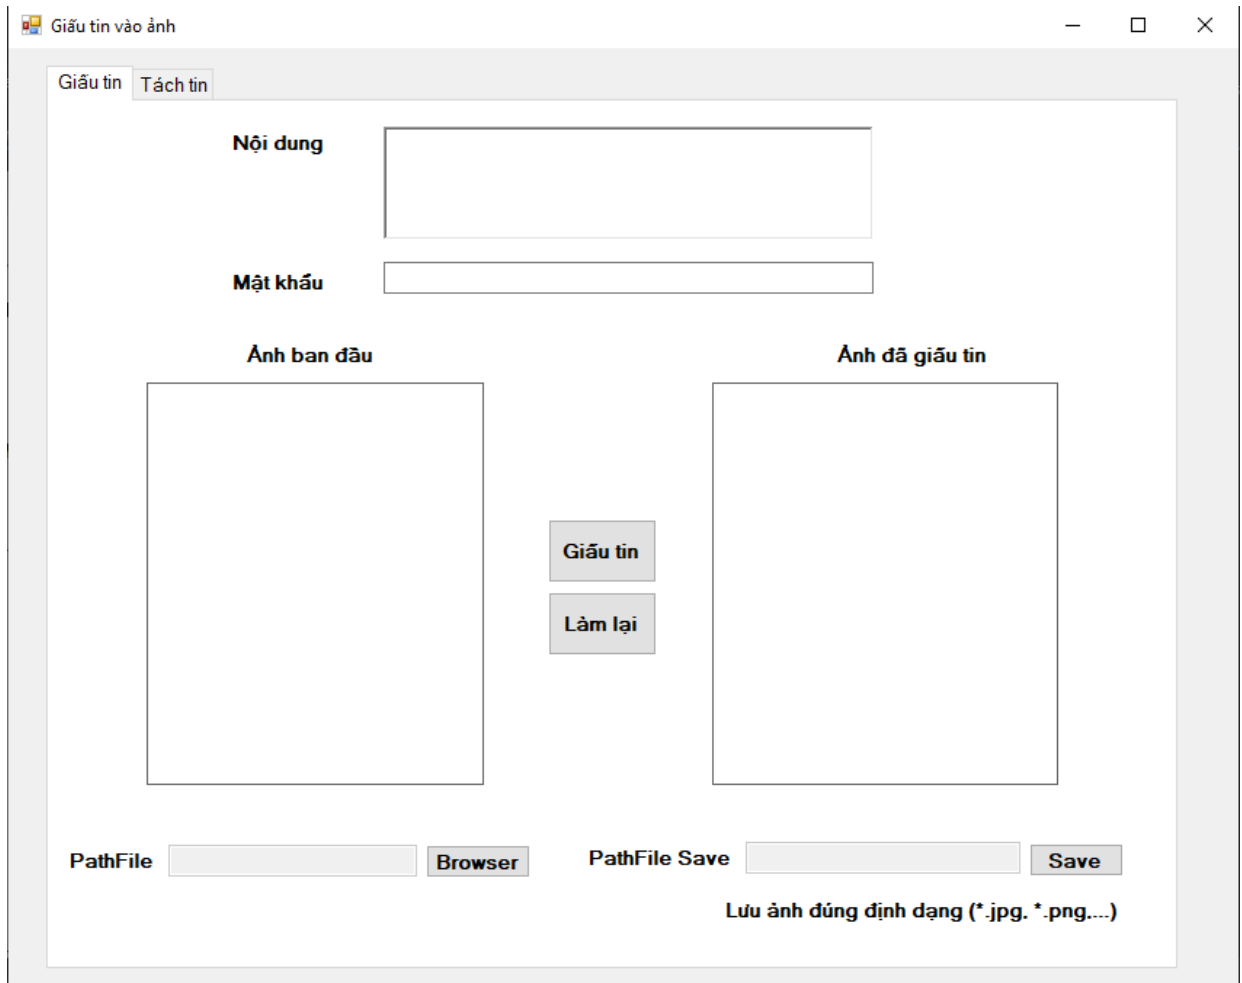 Giấu tin vào ảnh
Giấu tin Tách tin
Nội dung
Mật khẩu
Ảnh ban đầu Ảnh đã giấu tin
Giấu tin
Làm lại
PathFile Browser PathFile Save Save
Lưu ảnh đúng định dạng (*.jpg, *.png,...)